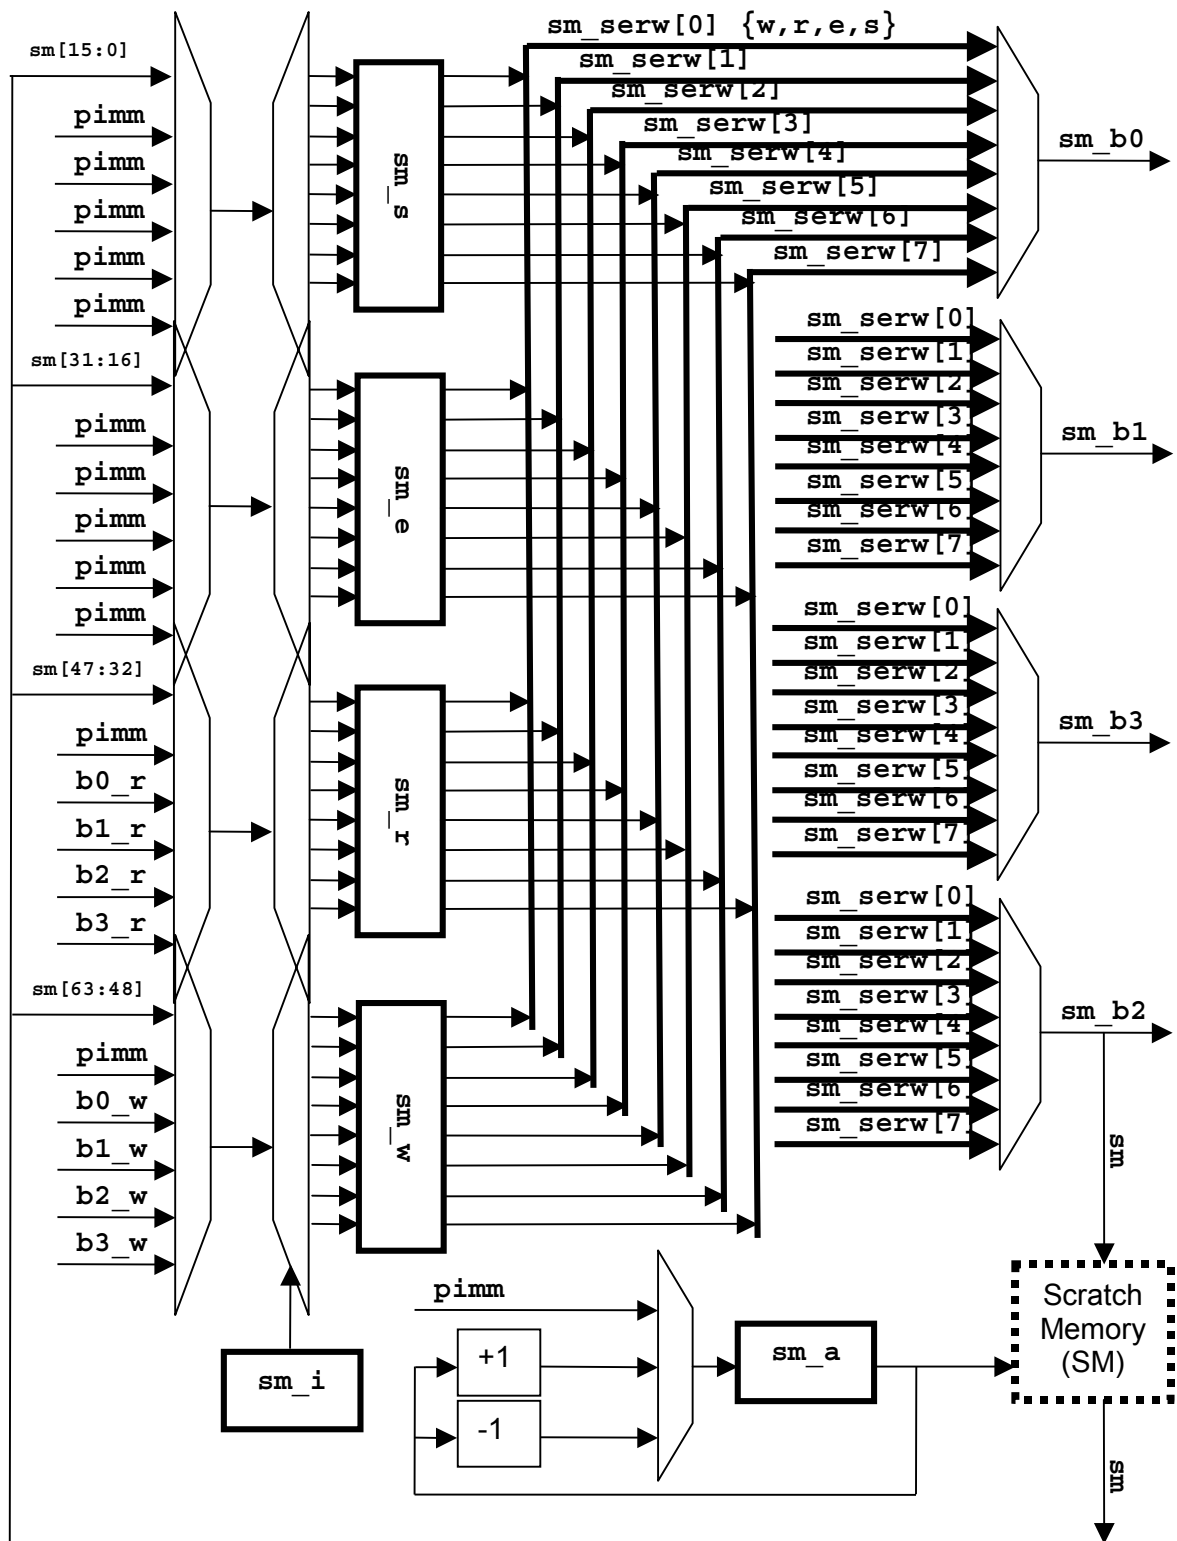 sm_serw[0] {w,r,e,s}
sm[15:0]
sm_serw[1]
sm_serw[2]
pimm
sm_serw[3]
sm_b0
pimm
sm_serw[4]
sm_s
pimm
sm_serw[5]
sm_serw[6]
pimm
sm_serw[7]
pimm
sm_serw[0]
sm[31:16]
sm_serw[1]
sm_serw[2]
pimm
sm_serw[3]
sm_b1
pimm
sm_serw[4]
sm_e
sm_serw[5]
pimm
sm_serw[6]
pimm
sm_serw[7]
pimm
sm_serw[0]
sm_serw[1]
sm[47:32]
sm_serw[2]
sm_serw[3]
sm_b3
pimm
sm_serw[4]
b0_r
sm_r
sm_serw[5]
b1_r
sm_serw[6]
sm_serw[7]
b2_r
sm_serw[0]
b3_r
sm_serw[1]
sm_serw[2]
sm[63:48]
sm_serw[3]
sm_b2
sm_serw[4]
pimm
sm_serw[5]
b0_w
sm_w
sm_serw[6]
sm_serw[7]
b1_w
sm
b2_w
b3_w
pimm
Scratch
Memory
(SM)
+1
sm_a
sm_i
-1
sm